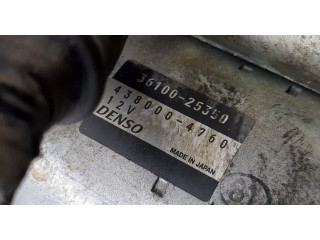 36100-25350
438000-4760
12V
DENSO
MADE IN JAPAN